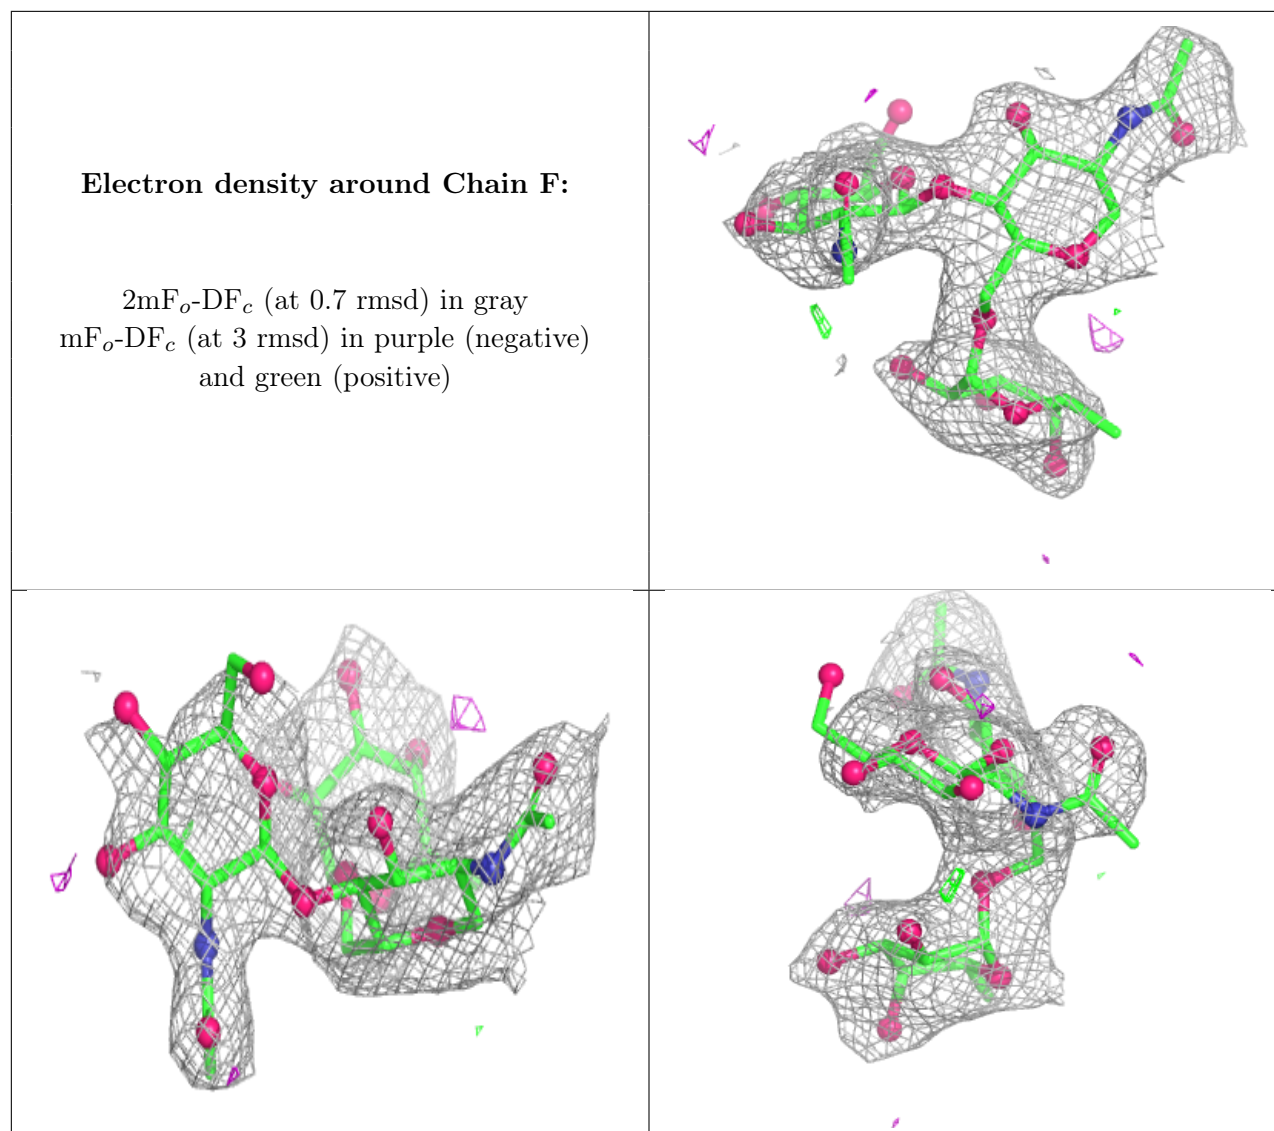 Electron density around Chain F:
2mFo-DFc (at 0.7 rmsd) in gray
mFo-DFc (at 3 rmsd) in purple (negative)
and green (positive)